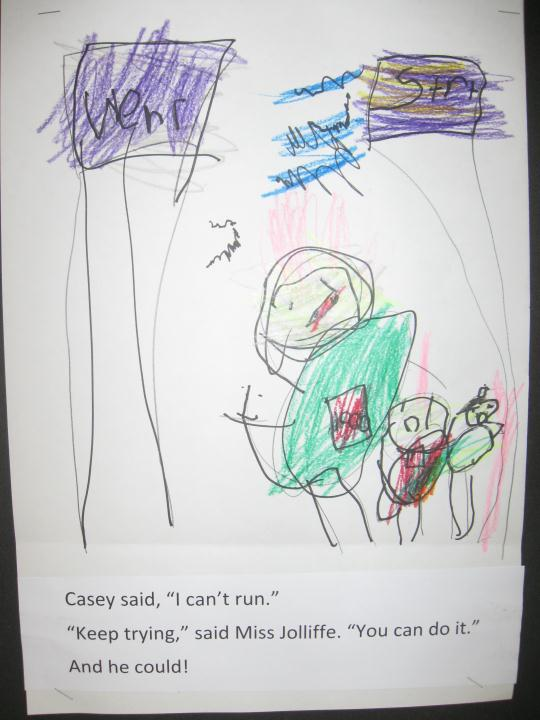 Casey said, “I can’t run.”
“Keep trying,” said Miss Jolliffe. “You can do it.”
And he could!